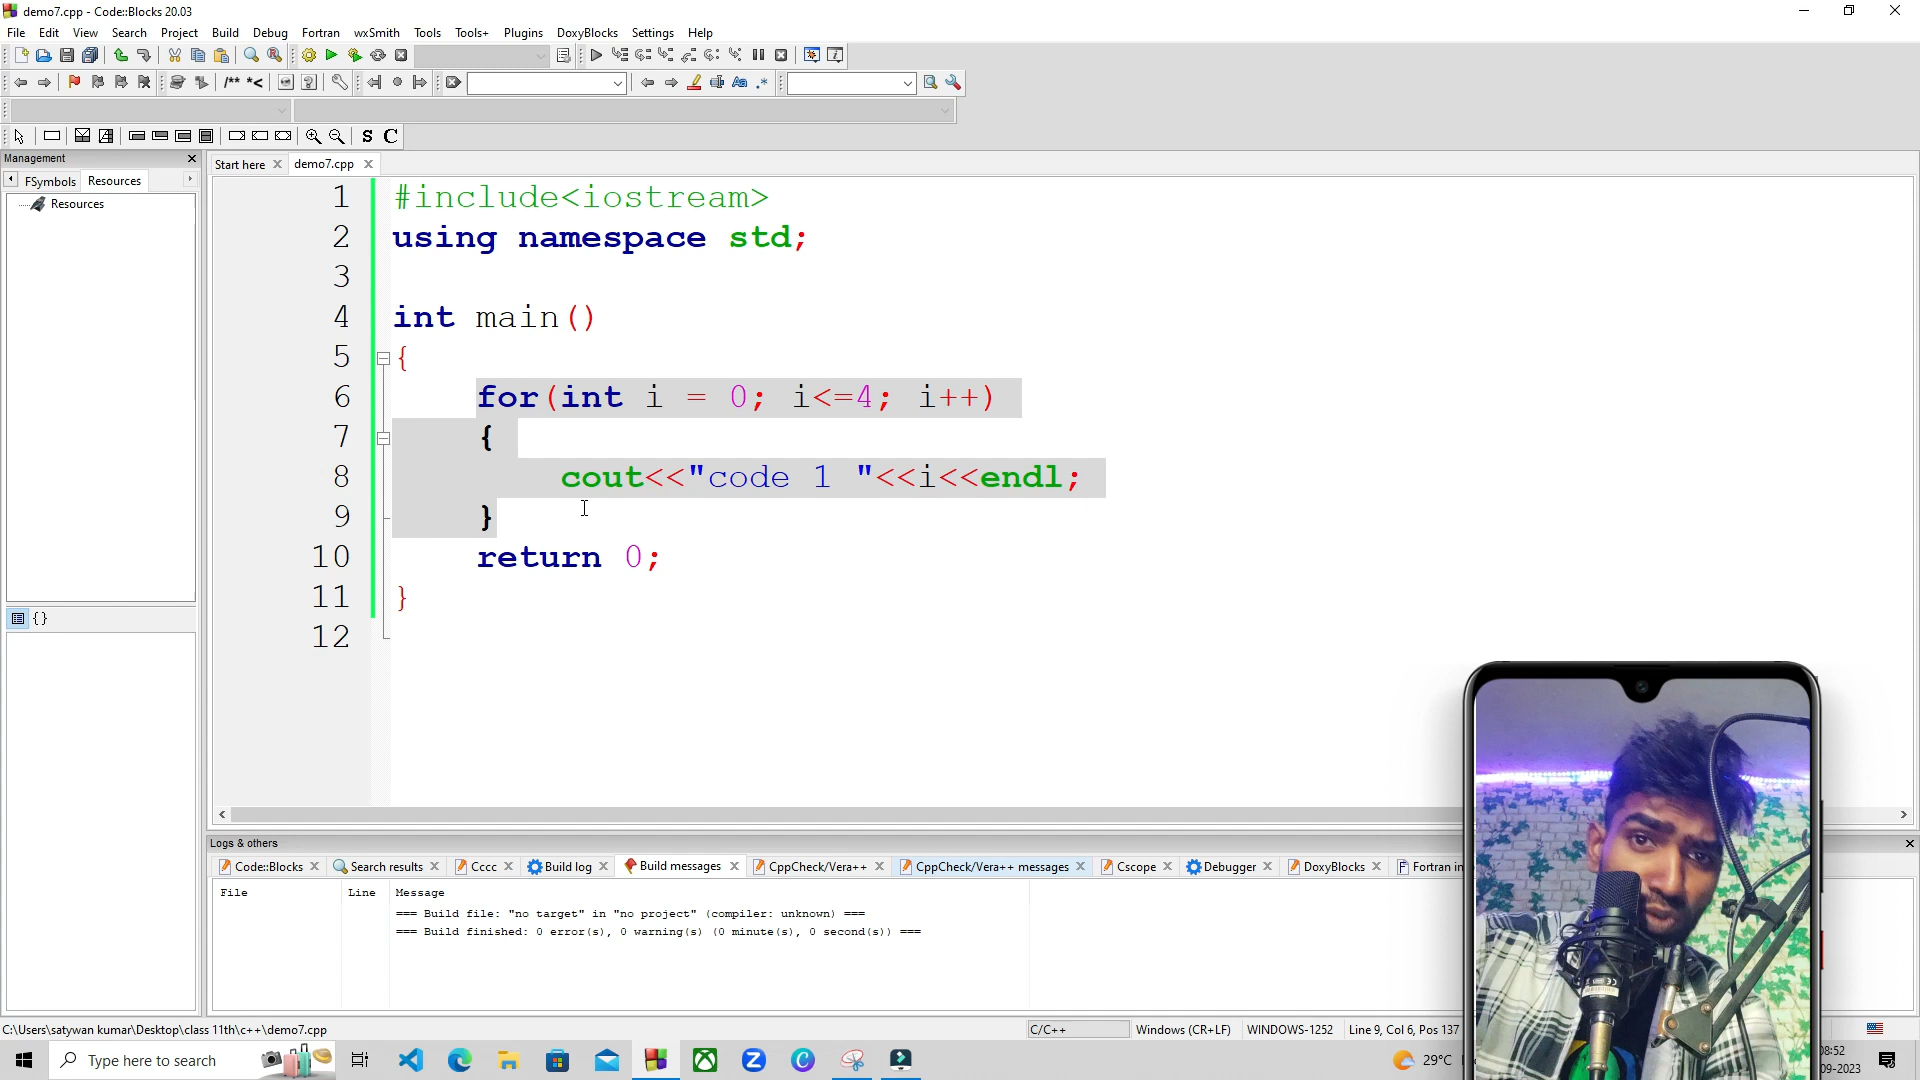 demo7.cpp - Code::Blocks 20.03
File Edit View Search Project Build Debug Fortran wxSmith Tools Tools+ Plugins DoxyBlocks Settings Help
/** *<
Aa .*
S C
Management
Start here demo7.cpp
FSymbols Resources
Resources
{}
1 #include<iostream>
2 using namespace std;
3
4 int main()
5 {
6 for(int i = 0; i<=4; i++)
7 {
8 cout<<"code 1 "<<i<<endl;
9 }
10 return 0;
11 }
12
Logs & others
Code::Blocks Search results Cccc Build log Build messages CppCheck/Vera++ CppCheck/Vera++ messages Cscope Debugger DoxyBlocks Fortran in
File Line Message
=== Build file: "no target" in "no project" (compiler: unknown) ===
=== Build finished: 0 error(s), 0 warning(s) (0 minute(s), 0 second(s)) ===
C:\Users\satywan kumar\Desktop\class 11th\c++\demo7.cpp C/C++ Windows (CR+LF) WINDOWS-1252 Line 9, Col 6, Pos 137
Type here to search
29°C
08:52
09-2023